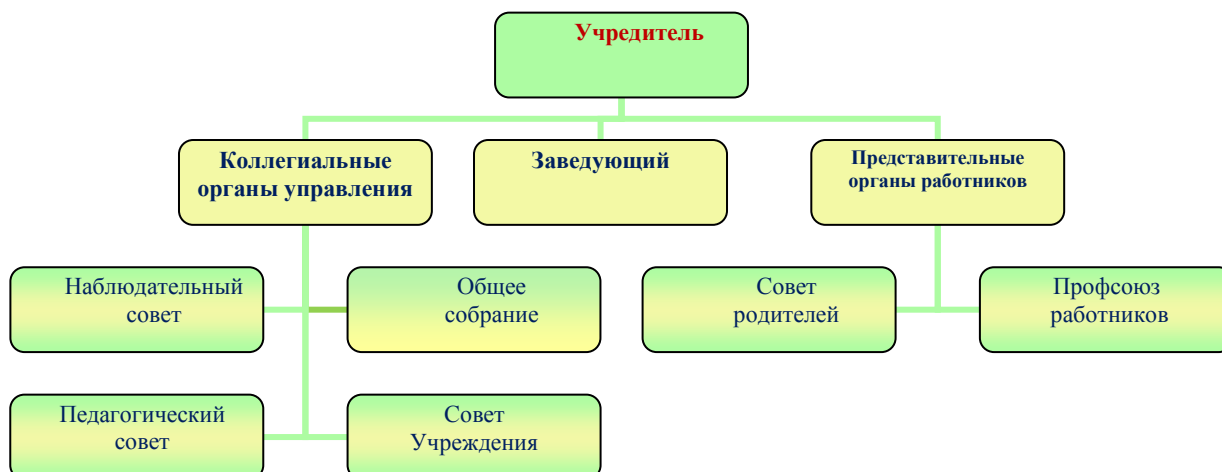 Учредитель
Коллегиальные
органы управления
Заведующий
Представительные
органы работников
Наблюдательный
совет
Общее
собрание
Совет
родителей
Профсоюз
работников
Педагогический
совет
Совет
Учреждения